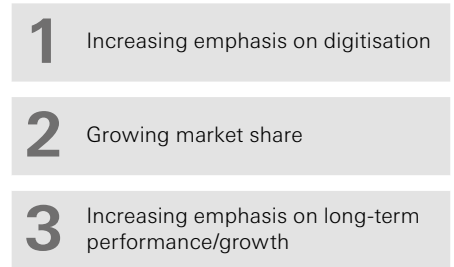 1 Increasing emphasis on digitisation
2 Growing market share
3 Increasing emphasis on long-term
performance/growth